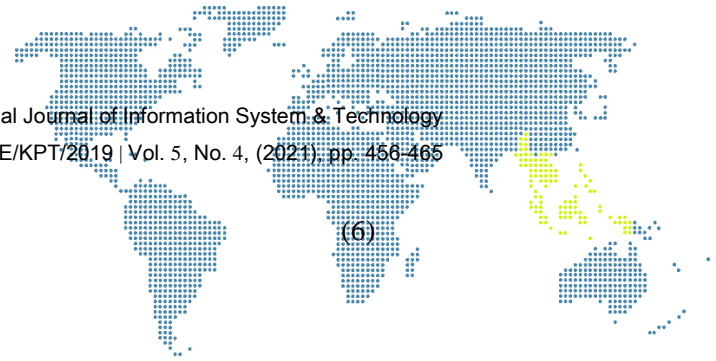 al Journal of Information System & Technology
E/KPT/2019 | Vol. 5, No. 4, (2021), pp. 456-465
(6)